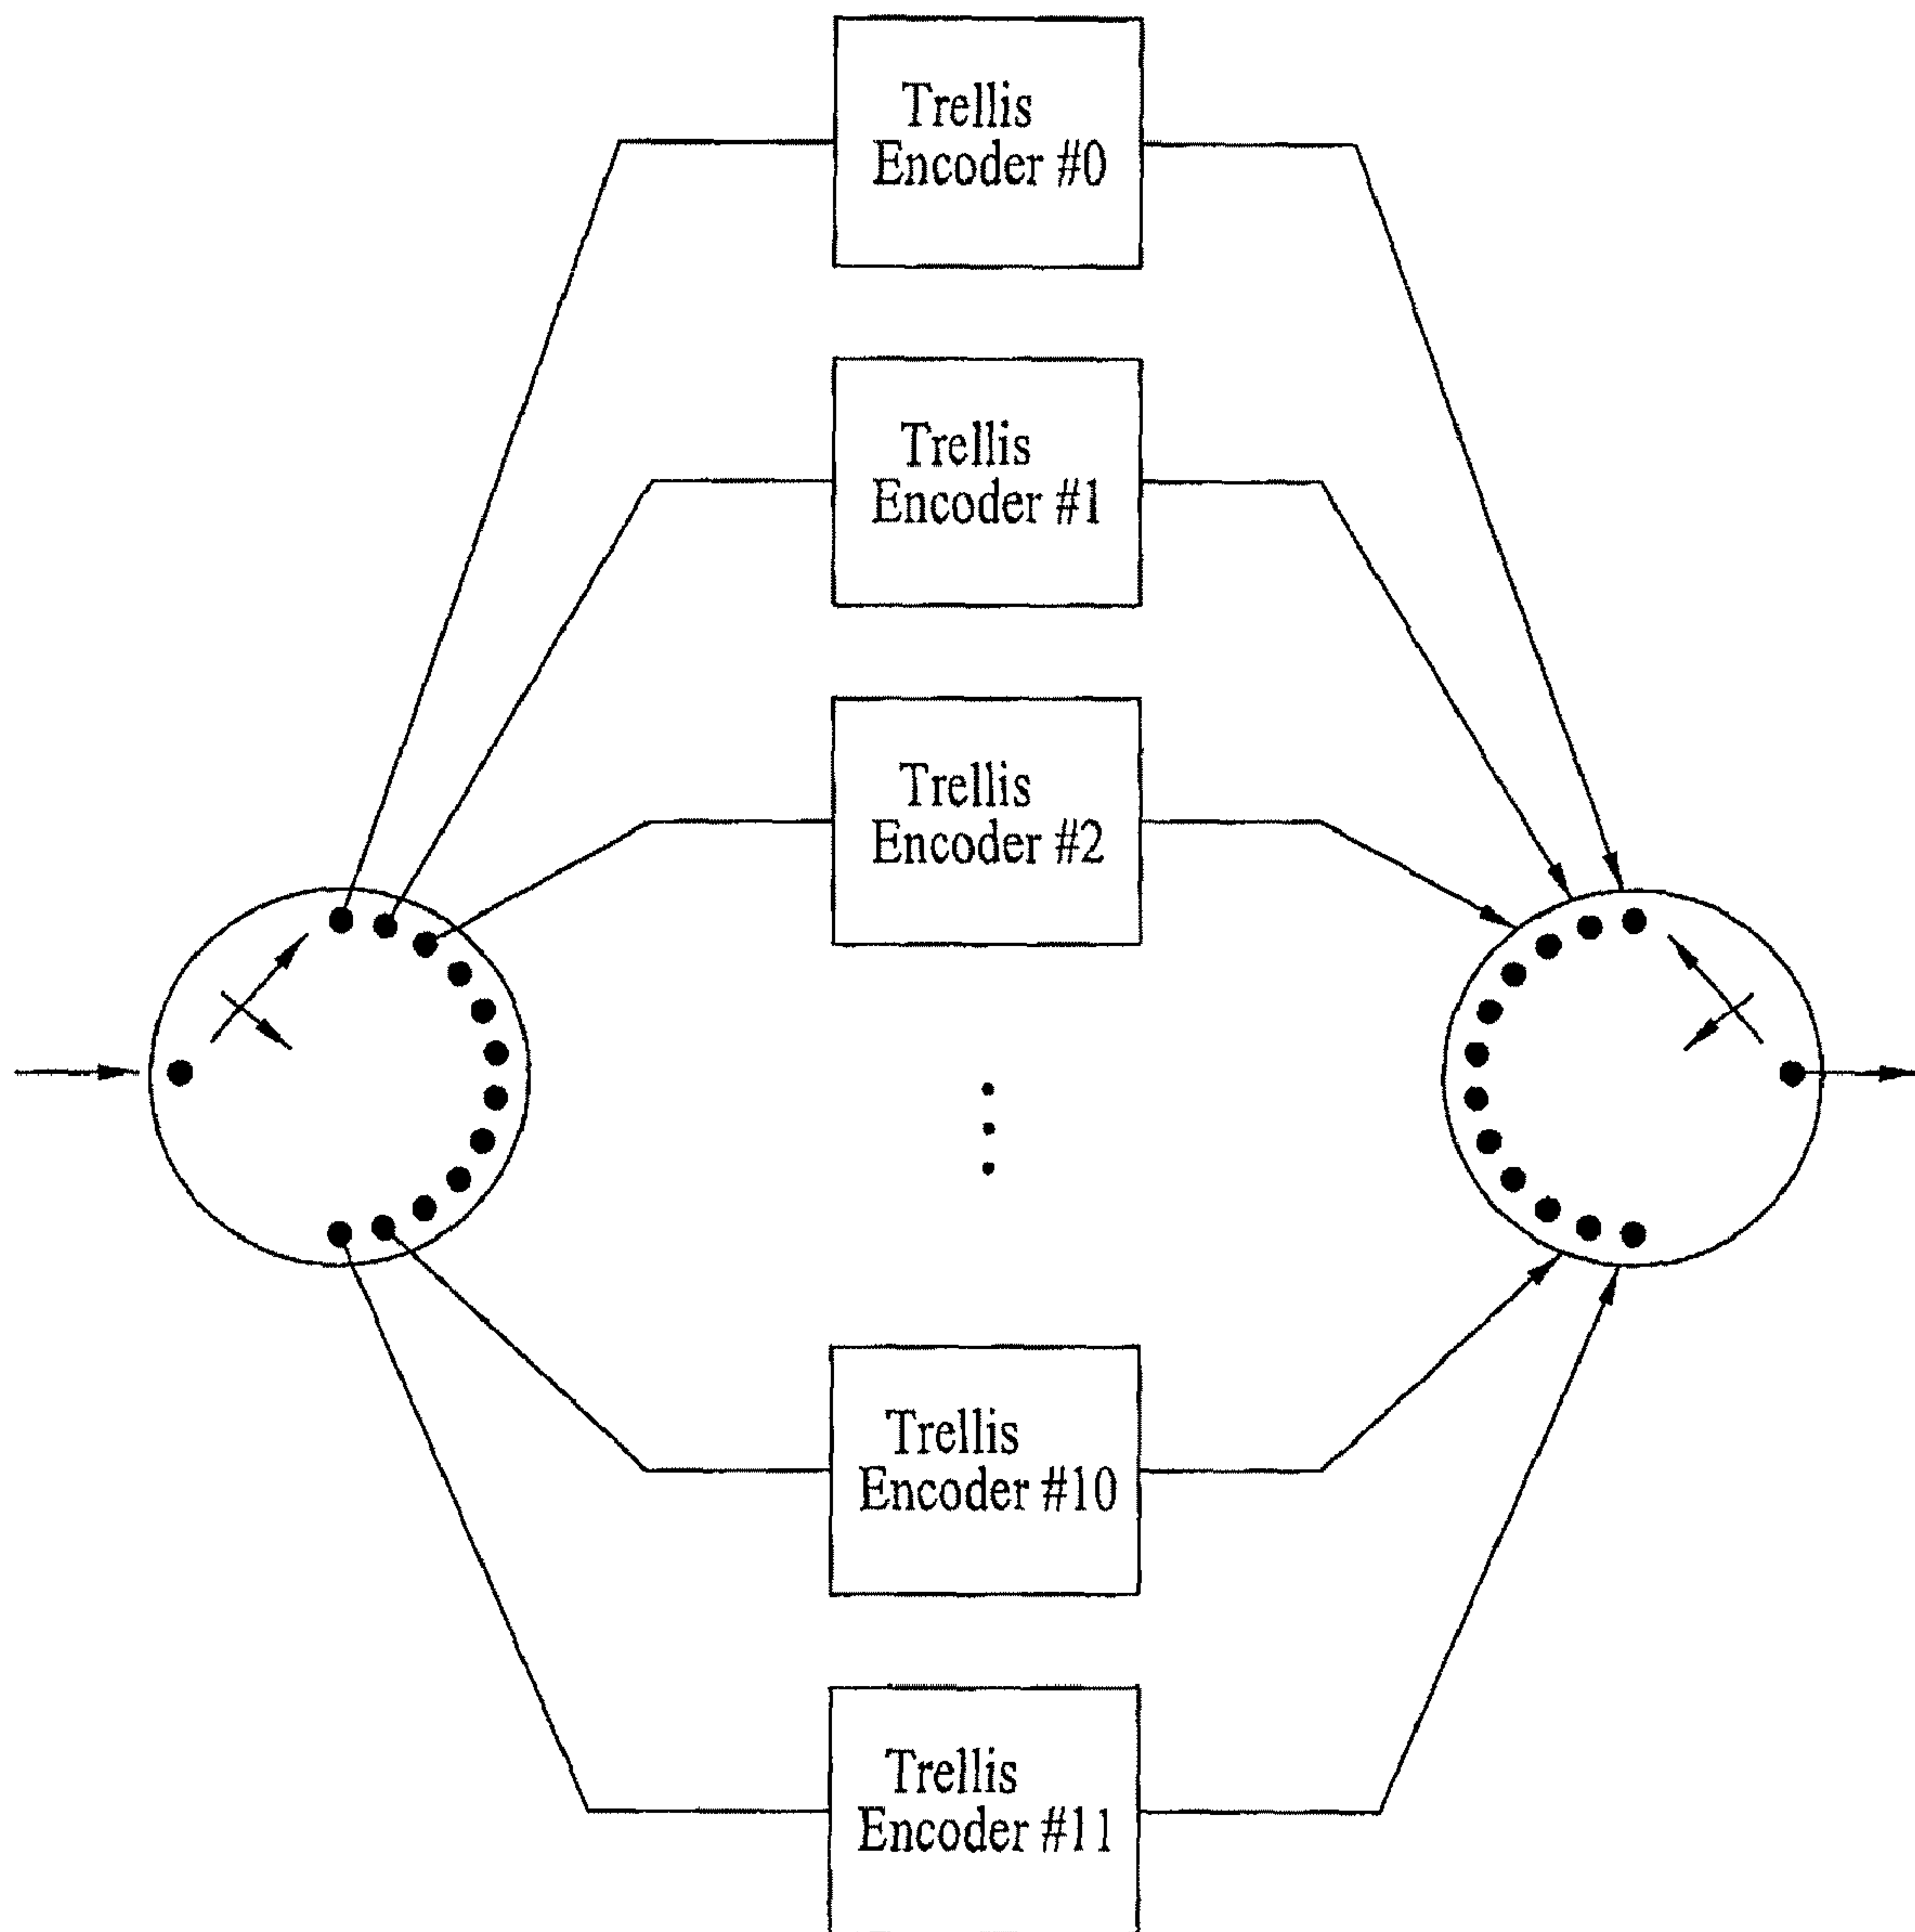 Trellis
Encoder #0
Trellis
Encoder #1
Trellis
Encoder #2
Trellis
Encoder #10
Trellis
Encoder #11